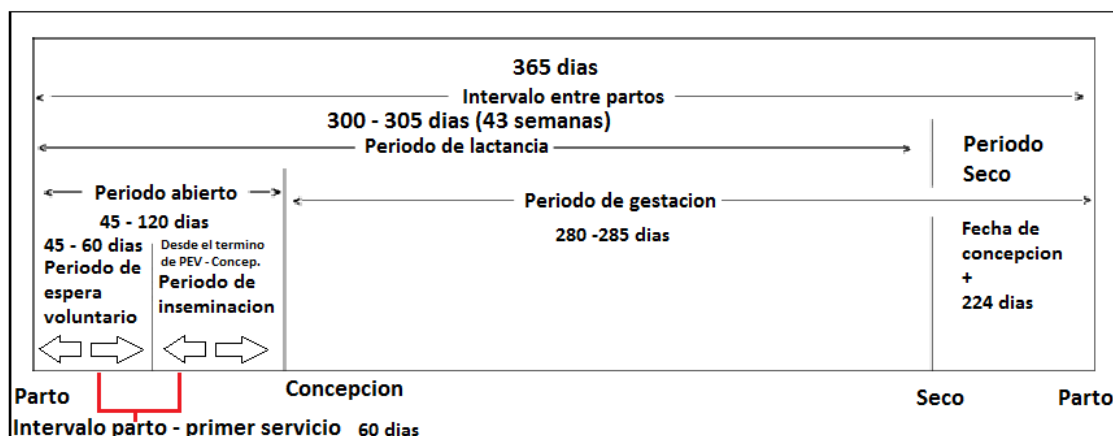 365 dias
Intervalo entre partos
300 - 305 dias (43 semanas)
Periodo de lactancia
Periodo
Seco
Periodo abierto
45 - 120 dias
Periodo de gestacion
280 -285 dias
45 - 60 dias
Periodo de
espera
voluntario
Desde el termino
de PEV - Concep.
Periodo de
inseminacion
Fecha de
concepcion
+
224 dias
Parto
Concepcion
Seco
Parto
Intervalo parto - primer servicio 60 dias